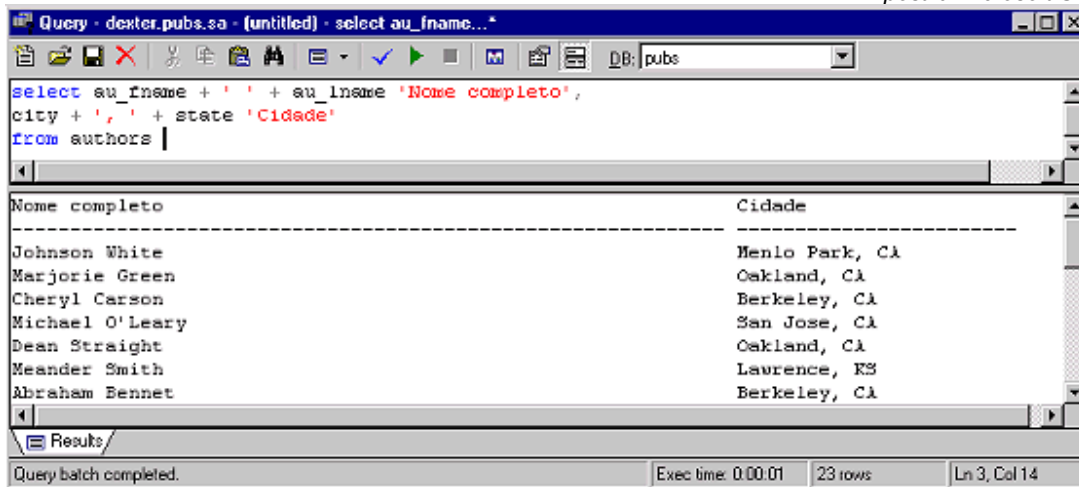 Query - dexter.pubs.sa - (untitled) - select au_fname...*
DB: pubs
select au_fname + ' ' + au_lname 'Nome completo',
city + ', ' + state 'Cidade'
from authors
Nome completo Cidade
------------------------------------------------------------- ------------------------
Johnson White Menlo Park, CA
Marjorie Green Oakland, CA
Cheryl Carson Berkeley, CA
Michael O'Leary San Jose, CA
Dean Straight Oakland, CA
Meander Smith Lawrence, KS
Abraham Bennet Berkeley, CA
Results
Query batch completed. Exec time: 0:00:01 23 rows Ln 3, Col 14